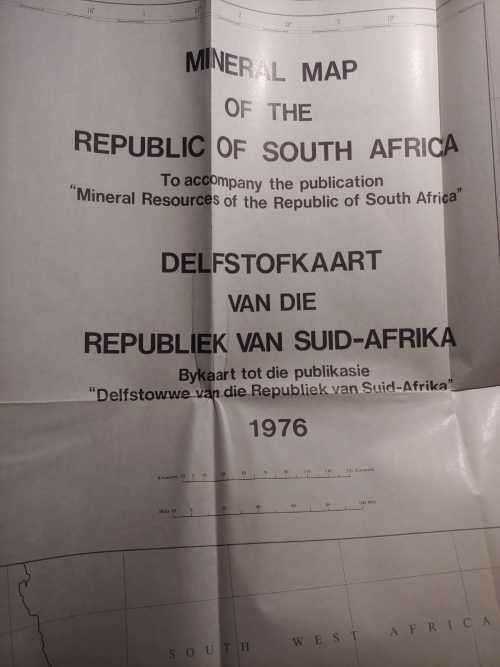 MINERAL MAP
OF THE
REPUBLIC OF SOUTH AFRICA
To accompany the publication
"Mineral Resources of the Republic of South Africa"
DELFSTOFKAART
VAN DIE
REPUBLIEK VAN SUID-AFRIKA
Bykaart tot die publikasie
"Delfstowwe van die Republiek van Suid-Afrika"
1976
SOUTH WEST AFRICA